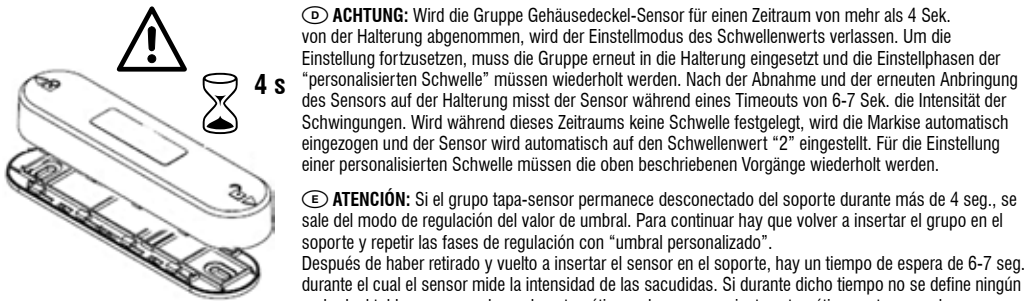 4 s
D ACHTUNG: Wird die Gruppe Gehäusedeckel-Sensor für einen Zeitraum von mehr als 4 Sek.
von der Halterung abgenommen, wird der Einstellmodus des Schwellenwerts verlassen. Um die
Einstellung fortzusetzen, muss die Gruppe erneut in die Halterung eingesetzt und die Einstellphasen der
“personalisierten Schwelle” müssen wiederholt werden. Nach der Abnahme und der erneuten Anbringung
des Sensors auf der Halterung misst der Sensor während eines Timeouts von 6-7 Sek. die Intensität der
Schwingungen. Wird während dieses Zeitraums keine Schwelle festgelegt, wird die Markise automatisch
eingezogen und der Sensor wird automatisch auf den Schwellenwert “2” eingestellt. Für die Einstellung
einer personalisierten Schwelle müssen die oben beschriebenen Vorgänge wiederholt werden.
E ATENCIÓN: Si el grupo tapa-sensor permanece desconectado del soporte durante más de 4 seg., se
sale del modo de regulación del valor de umbral. Para continuar hay que volver a insertar el grupo en el
soporte y repetir las fases de regulación con “umbral personalizado”.
Después de haber retirado y vuelto a insertar el sensor en el soporte, hay un tiempo de espera de 6-7 seg.
durante el cual el sensor mide la intensidad de las sacudidas. Si durante dicho tiempo no se define ningún